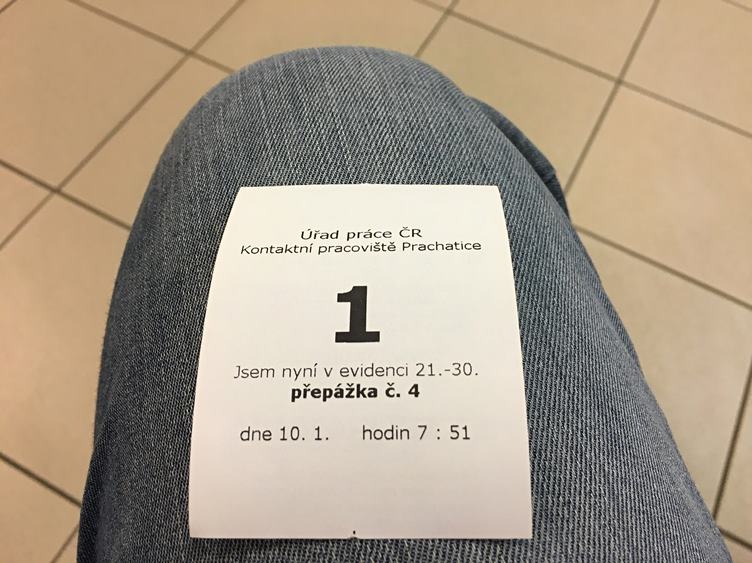 Úřad práce ČR
Kontaktní pracoviště Prachatice
1
Jsem nyní v evidenci 21.-30.
přepážka č. 4
dne 10. 1. hodin 7 : 51